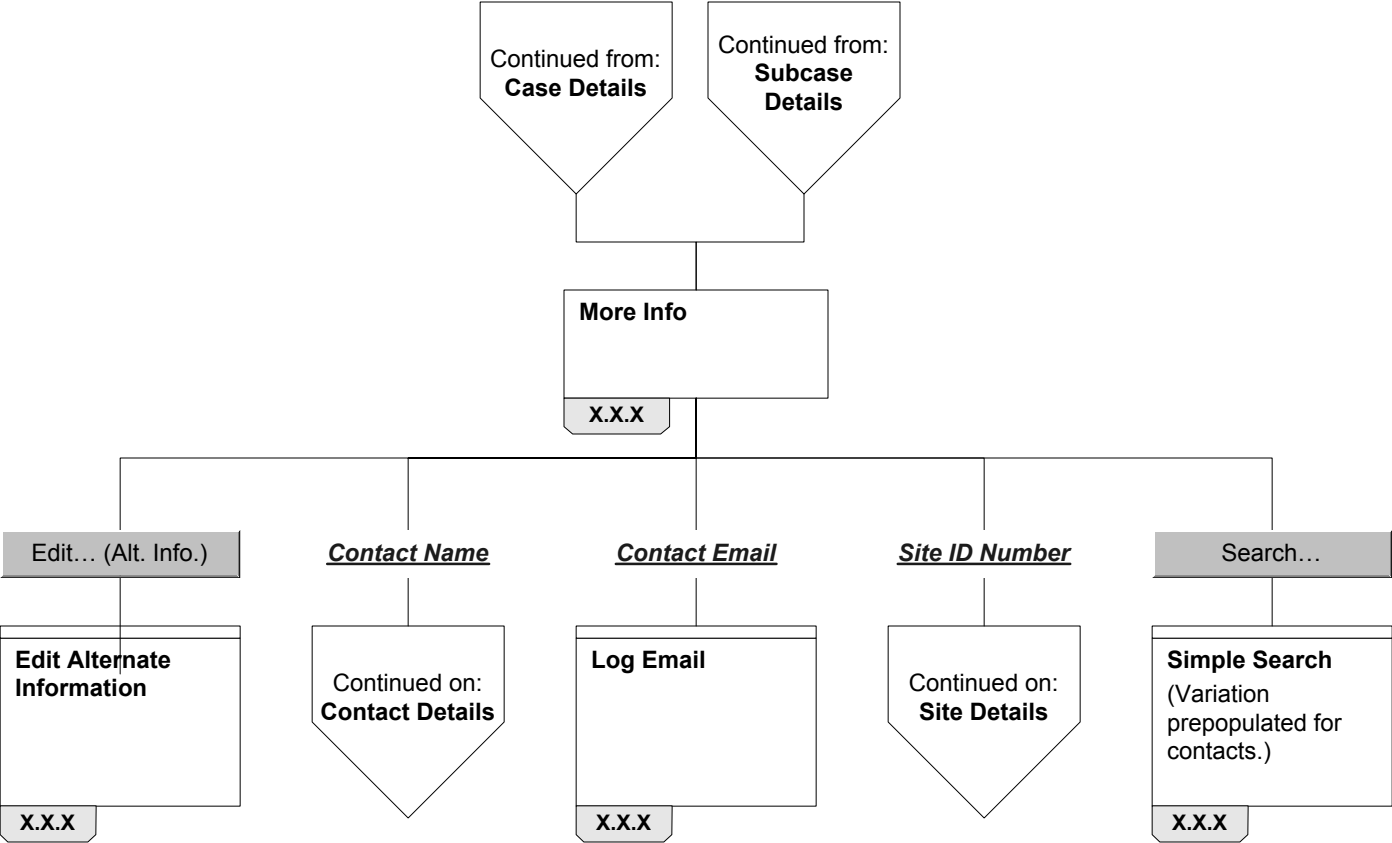 Continued from:
Case Details
Continued from:
Subcase
Details
More Info
X.X.X
Edit… (Alt. Info.)
Contact Name
Contact Email
Site ID Number
Search…
Edit Alternate
Information
X.X.X
Continued on:
Contact Details
Log Email
X.X.X
Continued on:
Site Details
Simple Search
(Variation
prepopulated for
contacts.)
X.X.X